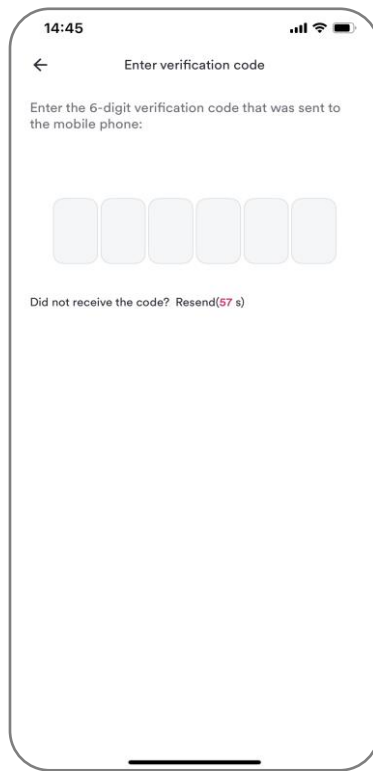 14:45
Enter verification code
Enter the 6-digit verification code that was sent to
the mobile phone:
Did not receive the code? Resend(57 s)